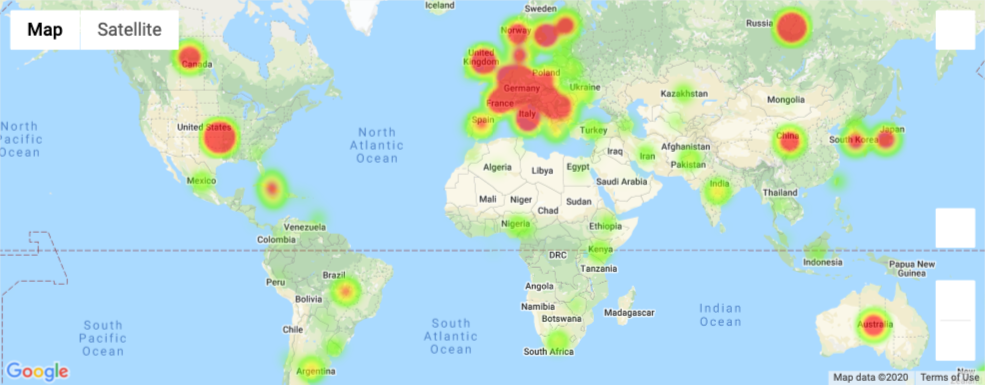 Iceland
Sweden
Map
Satellite
Norway
Russia
United
Kingdom
Canada
Poland
Germany
Ukraine
Kazakhstan
Mongolia
France
North
Pacific
Ocean
United States
North
Atlantic
Ocean
Spain
Italy
Turkey
China
South Korea
Japan
Iraq
Iran
Afghanistan
Pakistan
Algeria
Libya
Egypt
Saudi Arabia
Mexico
India
Thailand
Mali
Niger
Chad
Sudan
Venezuela
Nigeria
Ethiopia
Colombia
Kenya
DRC
Tanzania
Indonesia
Papua New
Guinea
Peru
Brazil
Bolivia
Angola
Namibia
Botswana
Madagascar
Indian
Ocean
South
Pacific
Ocean
Chile
South
Atlantic
Ocean
Australia
South Africa
Argentina
Google
Map data ©2020
Terms of Use